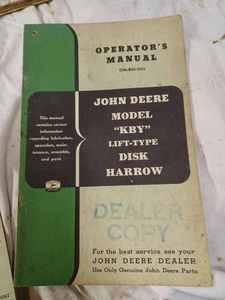 OPERATOR'S
MANUAL
This manual
contains correct
information
regarding lubrication,
operation, maintenance, assembly,
and parts
JOHN DEERE
MODEL
"KBY"
LIFT-TYPE
DISK
HARROW
DEALER
COPY
For the best service see your
JOHN DEERE DEALER
Use Only Genuine John Deere Parts